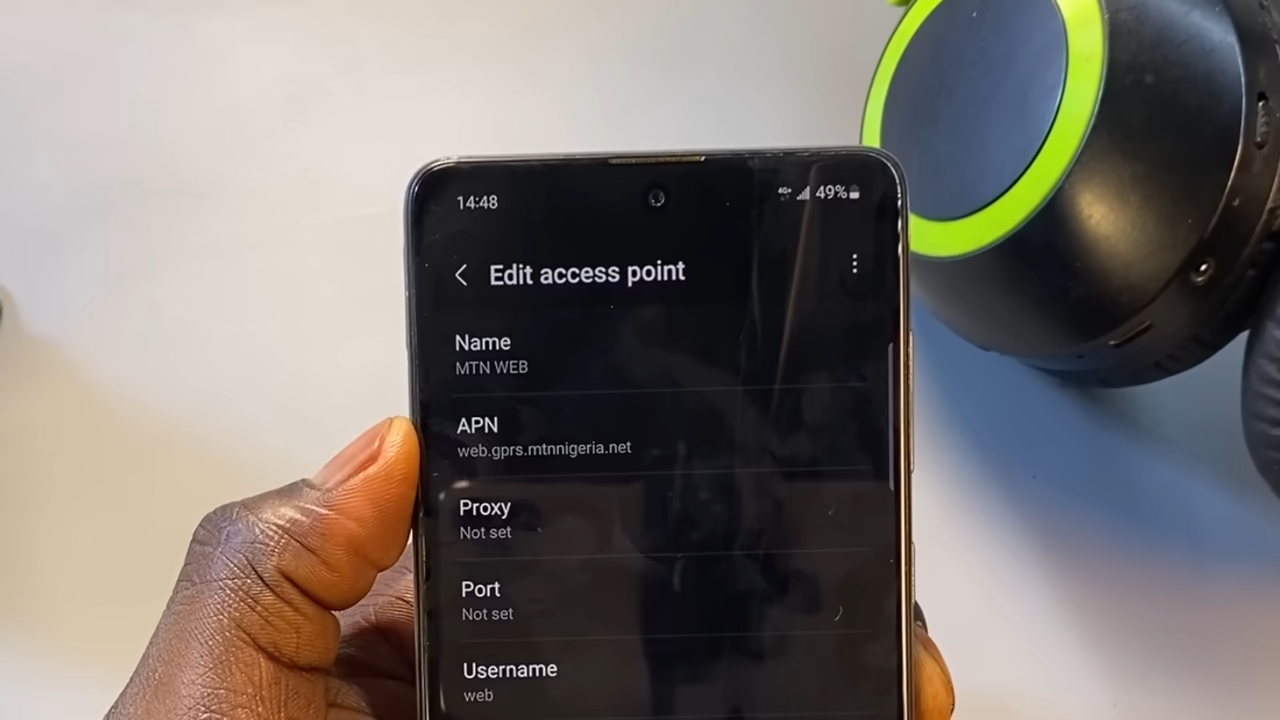 14:48
4G+ 49%
Edit access point
Name
MTN WEB
APN
web.gprs.mtnnigeria.net
Proxy
Not set
Port
Not set
Username
web